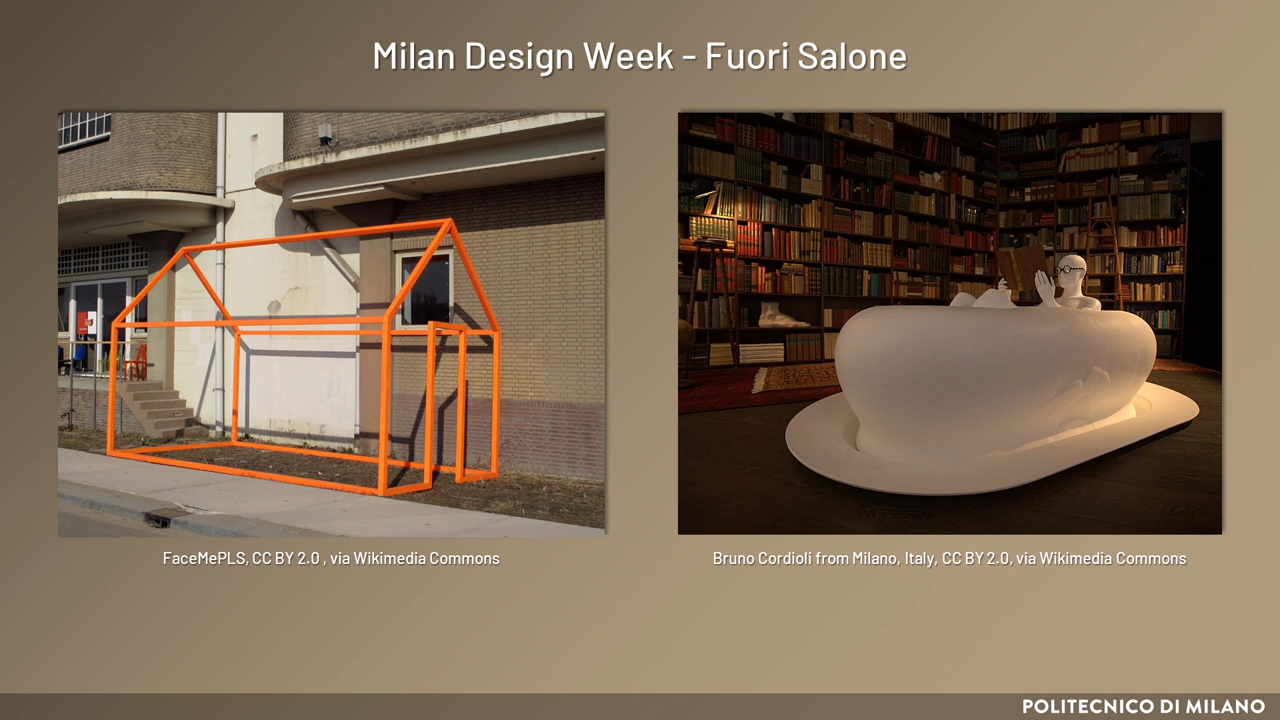 Milan Design Week - Fuori Salone
FaceMePLS, CC BY 2.0 , via Wikimedia Commons
Bruno Cordioli from Milano, Italy, CC BY 2.0, via Wikimedia Commons
POLITECNICO DI MILANO